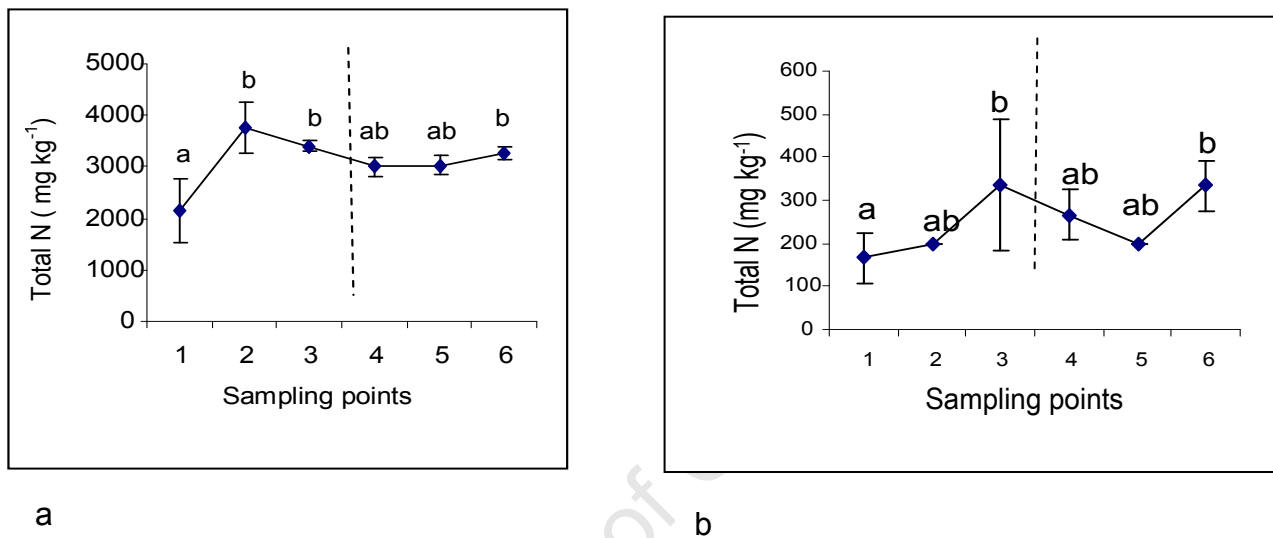 5000
4000
3000
2000
1000
0
Total N ( mg kg⁻¹)
a
b
b
ab
ab
b
1 2 3 4 5 6
Sampling points
a
600
500
400
300
200
100
0
Total N (mg kg⁻¹)
a
ab
b
ab
ab
b
1 2 3 4 5 6
Sampling points
b
of